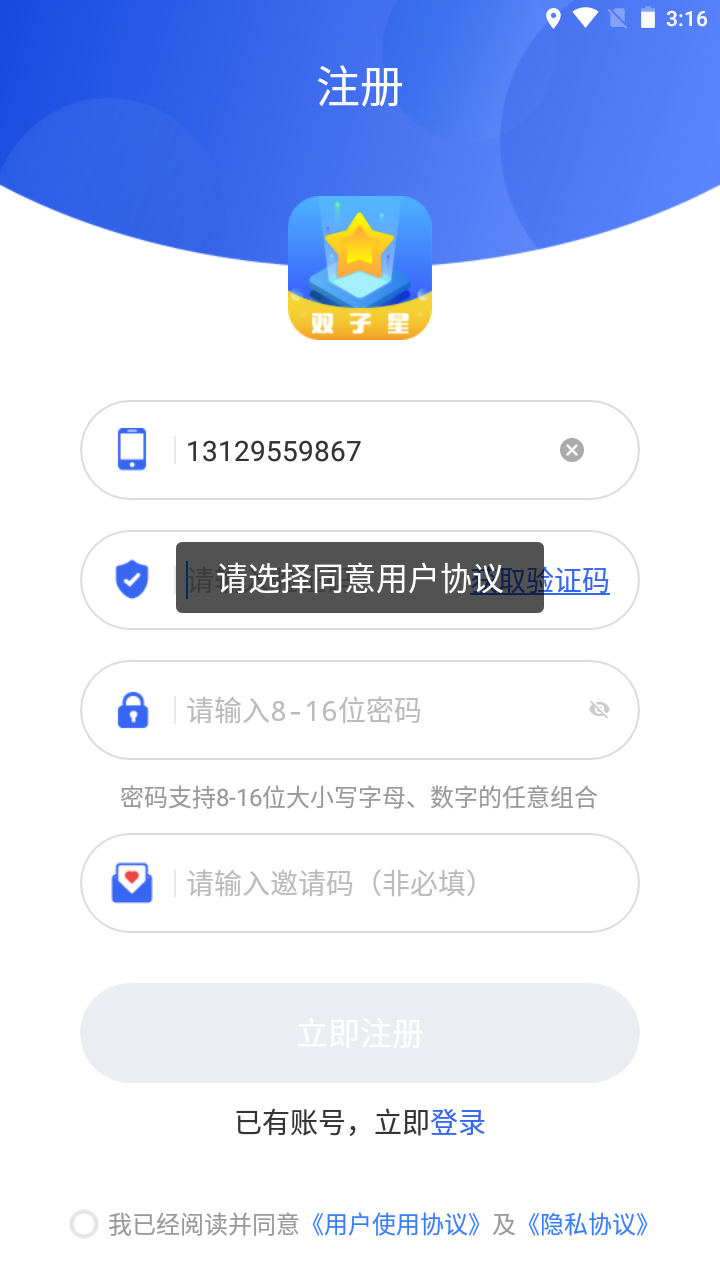 3:16
注册
双子星
13129559867
请选择同意用户协议
获取验证码
请输入8-16位密码
密码支持8-16位大小写字母、数字的任意组合
请输入邀请码（非必填）
立即注册
已有账号，立即登录
我已经阅读并同意《用户使用协议》及《隐私协议》